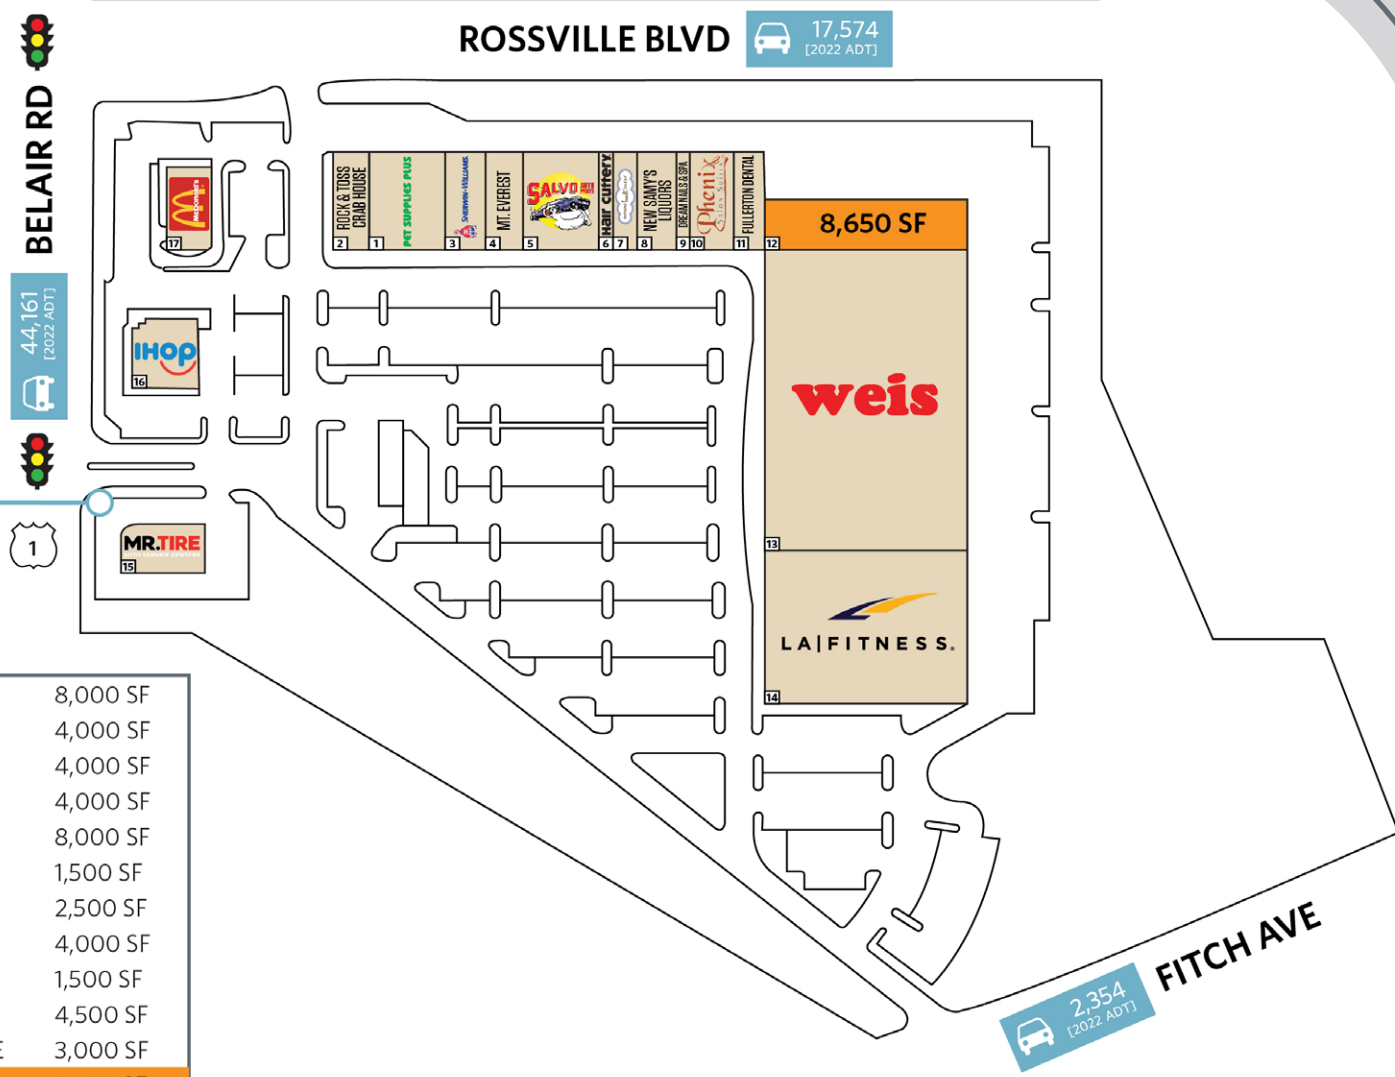 ROSSVILLE BLVD
17,574
[2022 ADT]
BELAIR RD
44,161
[2022 ADT]
1
McDonald's
17
IHOP
16
MR.TIRE
15
ROCK & TOSS
CRAB HOUSE
2
PET SUPPLIES PLUS
1
SHERWIN-WILLIAMS
3
MT. EVEREST
4
SALVO AUTO
5
Hair cuttery
6
7
NEW SAMY'S
LIQUORS
8
DREAM NAILS & SPA
9
Phenix
Salon Suites
10
FULLERTON DENTAL
11
12
8,650 SF
weis
13
LA|FITNESS.
14
8,000 SF
4,000 SF
4,000 SF
4,000 SF
8,000 SF
1,500 SF
2,500 SF
4,000 SF
1,500 SF
4,500 SF
E 3,000 SF
FITCH AVE
2,354
[2022 ADT]